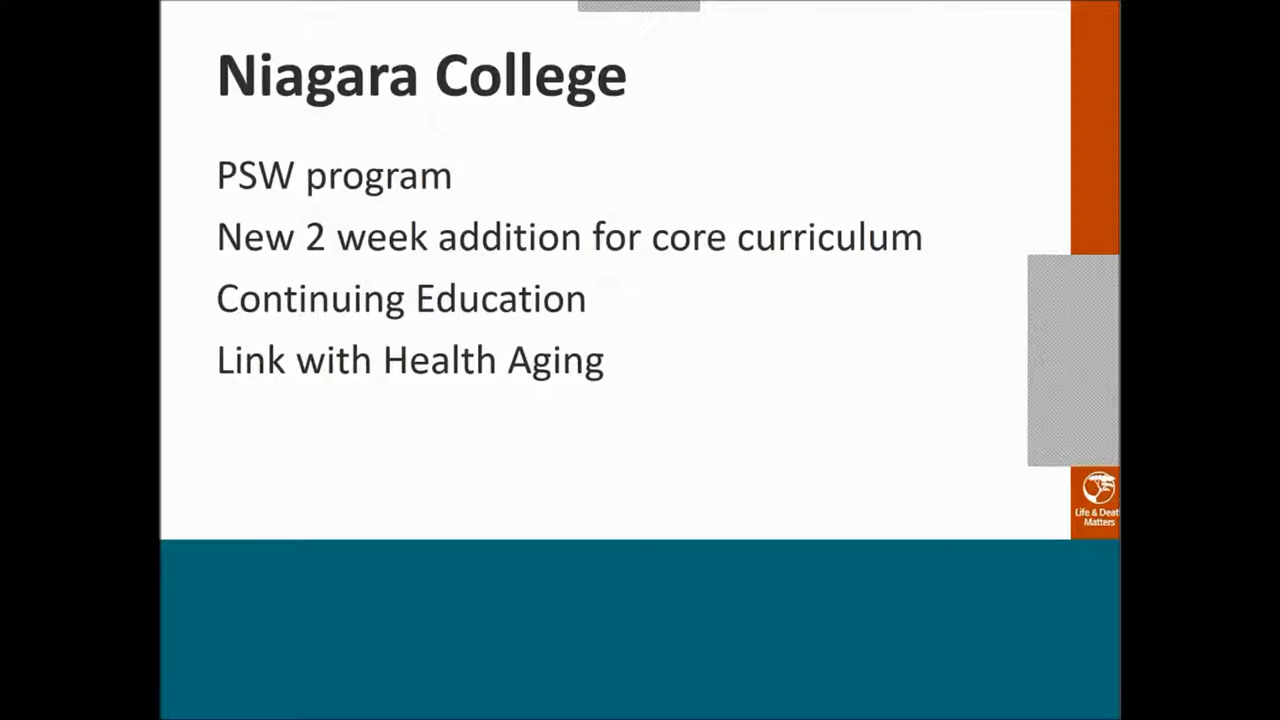 Niagara College
PSW program
New 2 week addition for core curriculum
Continuing Education
Link with Health Aging
Life & Deat
Matters